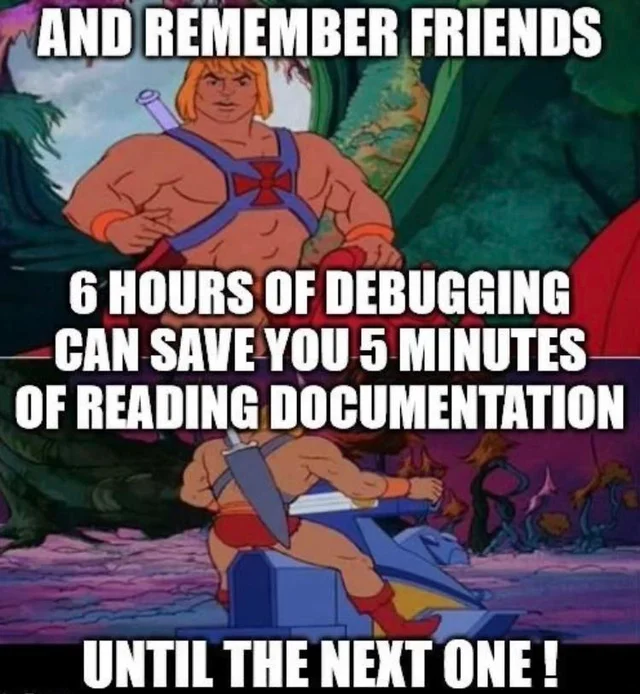 AND REMEMBER FRIENDS
6 HOURS OF DEBUGGING
CAN SAVE YOU 5 MINUTES
OF READING DOCUMENTATION
UNTIL THE NEXT ONE !